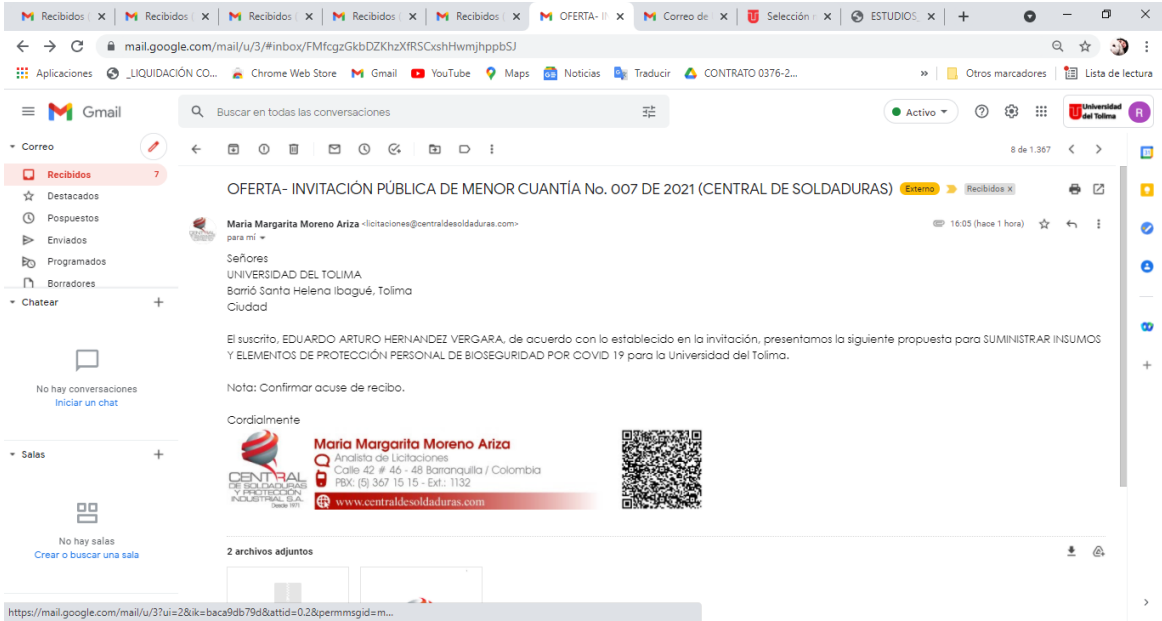 Recibidos (
Recibidos (
Recibidos (
Recibidos (
Recibidos (
OFERTA- IN
Correo de
Selección
ESTUDIOS_
mail.google.com/mail/u/3/#inbox/FMfcgzGkbDZKhzXfRSCxshHwmjhppbSJ
Aplicaciones
_LIQUIDACIÓN CO...
Chrome Web Store
Gmail
YouTube
Maps
Noticias
Traducir
CONTRATO 0376-2...
»
Otros marcadores
Lista de lectura
Gmail
Buscar en todas las conversaciones
Activo
Universidad
del Tolima
R
Correo
Recibidos 7
Destacados
Pospuestos
Enviados
Programados
Borradores
Chatear
No hay conversaciones
Iniciar un chat
Salas
No hay salas
Crear o buscar una sala
8 de 1.367
OFERTA- INVITACIÓN PÚBLICA DE MENOR CUANTÍA No. 007 DE 2021 (CENTRAL DE SOLDADURAS) Externo Recibidos x
Maria Margarita Moreno Ariza <licitaciones@centraldesoldaduras.com>
16:05 (hace 1 hora)
para mí
Señores
UNIVERSIDAD DEL TOLIMA
Barrió Santa Helena Ibagué, Tolima
Ciudad
El suscrito, EDUARDO ARTURO HERNANDEZ VERGARA, de acuerdo con lo establecido en la invitación, presentamos la siguiente propuesta para SUMINISTRAR INSUMOS
Y ELEMENTOS DE PROTECCIÓN PERSONAL DE BIOSEGURIDAD POR COVID 19 para la Universidad del Tolima.
Nota: Confirmar acuse de recibo.
Cordialmente
CENTRAL
DE SOLDADURAS
Y PROTECCIÓN
INDUSTRIAL S.A.
Desde 1971
Maria Margarita Moreno Ariza
Analista de Licitaciones
Calle 42 # 46 - 48 Barranquilla / Colombia
PBX: (5) 367 15 15 - Ext.: 1132
www.centraldesoldaduras.com
2 archivos adjuntos
https://mail.google.com/mail/u/3?ui=2&ik=baca9db79d&attid=0.2&permmsgid=m...